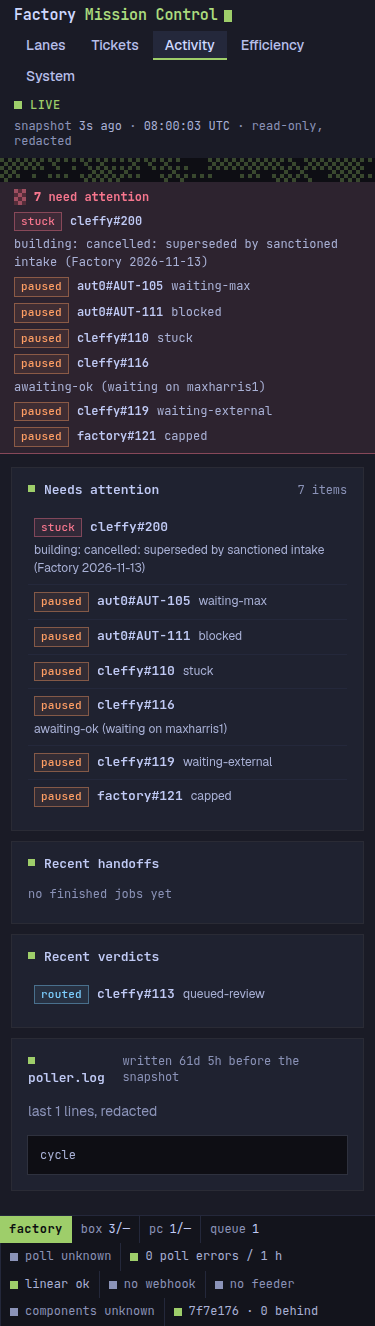 Factory Mission Control
Lanes Tickets Activity Efficiency
System
LIVE
snapshot 3s ago · 08:00:03 UTC · read-only,
redacted
7 need attention
stuck cleffy#200
building: cancelled: superseded by sanctioned
intake (Factory 2026-11-13)
paused aut0#AUT-105 waiting-max
paused aut0#AUT-111 blocked
paused cleffy#110 stuck
paused cleffy#116
awaiting-ok (waiting on maxharris1)
paused cleffy#119 waiting-external
paused factory#121 capped
Needs attention 7 items
stuck cleffy#200
building: cancelled: superseded by sanctioned intake
(Factory 2026-11-13)
paused aut0#AUT-105 waiting-max
paused aut0#AUT-111 blocked
paused cleffy#110 stuck
paused cleffy#116
awaiting-ok (waiting on maxharris1)
paused cleffy#119 waiting-external
paused factory#121 capped
Recent handoffs
no finished jobs yet
Recent verdicts
routed cleffy#113 queued-review
poller.log
written 61d 5h before the
snapshot
last 1 lines, redacted
cycle
factory box 3/— pc 1/— queue 1
poll unknown 0 poll errors / 1 h
linear ok no webhook no feeder
components unknown 7f7e176 · 0 behind